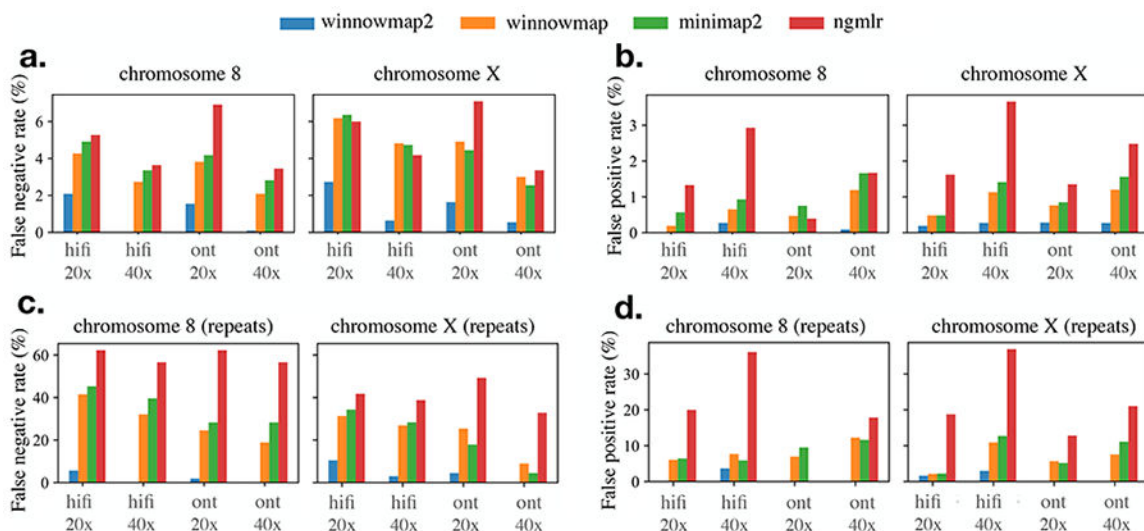 winnowmap2 winnowmap minimap2 ngmlr
a.
chromosome 8 chromosome X
False negative rate (%)
6
4
2
0
hifi hifi ont ont hifi hifi ont ont
20x 40x 20x 40x 20x 40x 20x 40x
b.
chromosome 8 chromosome X
False positive rate (%)
3
2
1
0
hifi hifi ont ont hifi hifi ont ont
20x 40x 20x 40x 20x 40x 20x 40x
c.
chromosome 8 (repeats) chromosome X (repeats)
False negative rate (%)
60
40
20
0
hifi hifi ont ont hifi hifi ont ont
20x 40x 20x 40x 20x 40x 20x 40x
d.
chromosome 8 (repeats) chromosome X (repeats)
False positive rate (%)
30
20
10
0
hifi hifi ont ont hifi hifi ont ont
20x 40x 20x 40x 20x 40x 20x 40x